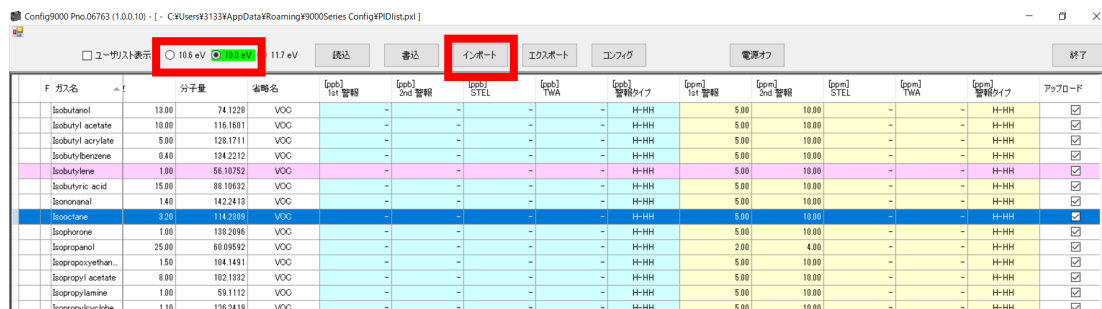 Config9000 Pno.06763 (1.0.0.10) - [ - C:¥Users¥3133¥AppData¥Roaming¥9000Series Config¥PIDlist.pxl ]
ユーザリスト表示 10.6 eV 10.0 eV 11.7 eV 読込 書込 インポート エクスポート コンフィグ 電源オフ 終了
F ガス名 分子量 省略名 [ppb] 1st 警報 [ppb] 2nd 警報 [ppb] STEL [ppb] TWA [ppb] 警報タイプ [ppm] 1st 警報 [ppm] 2nd 警報 [ppm] STEL [ppm] TWA [ppm] 警報タイプ アップロード
Isobutanol 13.00 74.1228 VOC - - - - H-HH 5.00 10.00 - - H-HH
Isobutyl acetate 10.00 116.1601 VOC - - - - H-HH 5.00 10.00 - - H-HH
Isobutyl acrylate 5.00 128.1711 VOC - - - - H-HH 5.00 10.00 - - H-HH
Isobutylbenzene 0.40 134.2212 VOC - - - - H-HH 5.00 10.00 - - H-HH
Isobutylene 1.00 56.10752 VOC - - - - H-HH 5.00 10.00 - - H-HH
Isobutyric acid 15.00 88.10632 VOC - - - - H-HH 5.00 10.00 - - H-HH
Isononanal 1.40 142.2413 VOC - - - - H-HH 5.00 10.00 - - H-HH
Isooctane 3.20 114.2309 VOC - - - - H-HH 5.00 10.00 - - H-HH
Isophorone 1.00 138.2096 VOC - - - - H-HH 5.00 10.00 - - H-HH
Isopropanol 25.00 60.09592 VOC - - - - H-HH 2.00 4.00 - - H-HH
Isopropoxyethan... 1.50 104.1491 VOC - - - - H-HH 5.00 10.00 - - H-HH
Isopropyl acetate 8.00 102.1332 VOC - - - - H-HH 5.00 10.00 - - H-HH
Isopropylamine 1.00 59.1112 VOC - - - - H-HH 5.00 10.00 - - H-HH
Isopropylcyclohe 1.10 126.2419 VOC - - - - H-HH 5.00 10.00 - - H-HH